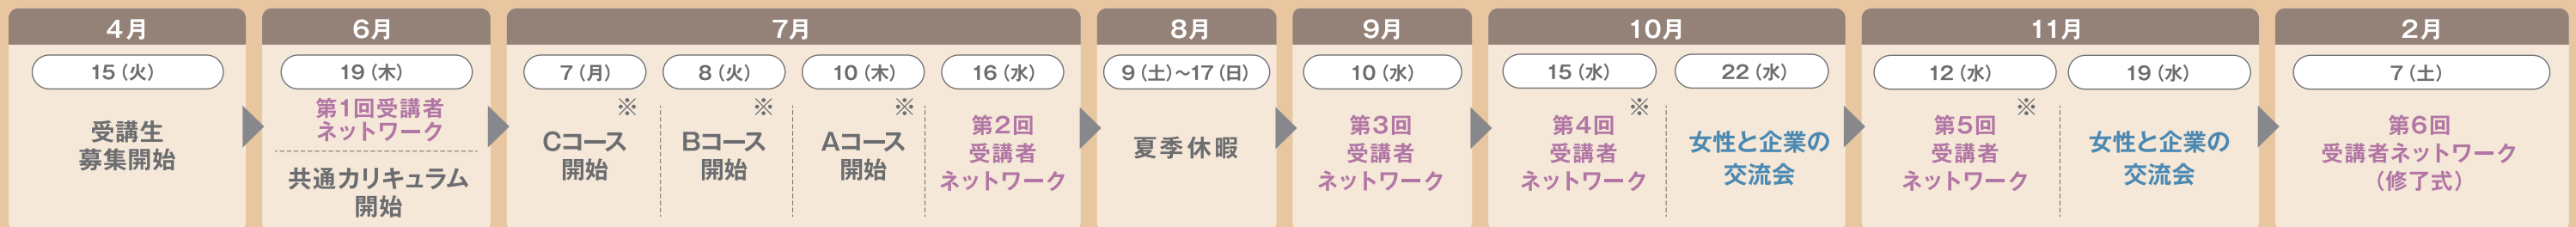 4月
15（火）
受講生
募集開始
6月
19（木）
第1回受講者
ネットワーク
共通カリキュラム
開始
7月
7（月）
※
Cコース
開始
8（火）
※
Bコース
開始
10（木）
※
Aコース
開始
16（水）
第2回
受講者
ネットワーク
8月
9（土）〜17（日）
夏季休暇
9月
10（水）
第3回
受講者
ネットワーク
10月
15（水）
※
第4回
受講者
ネットワーク
22（水）
女性と企業の
交流会
11月
12（水）
※
第5回
受講者
ネットワーク
19（水）
女性と企業の
交流会
2月
7（土）
第6回
受講者ネットワーク
（修了式）